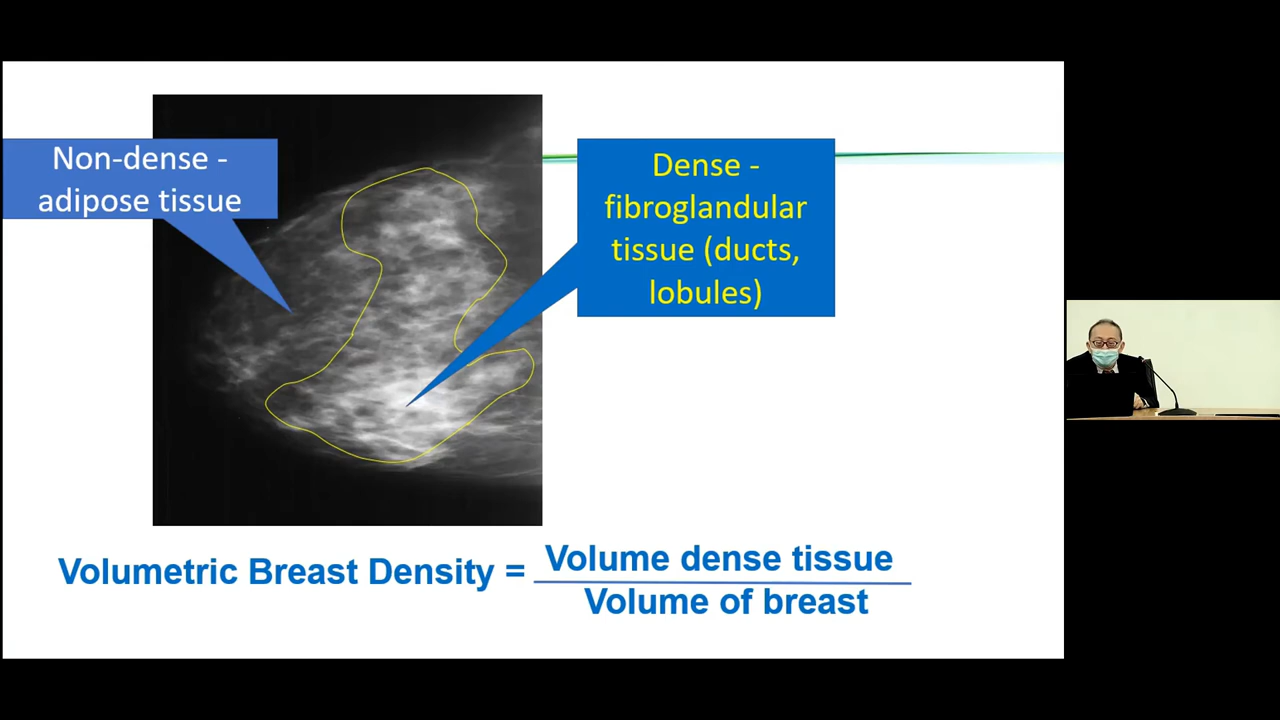 Non-dense -
adipose tissue
Dense -
fibroglandular
tissue (ducts,
lobules)
Volumetric Breast Density =
Volume dense tissue
Volume of breast